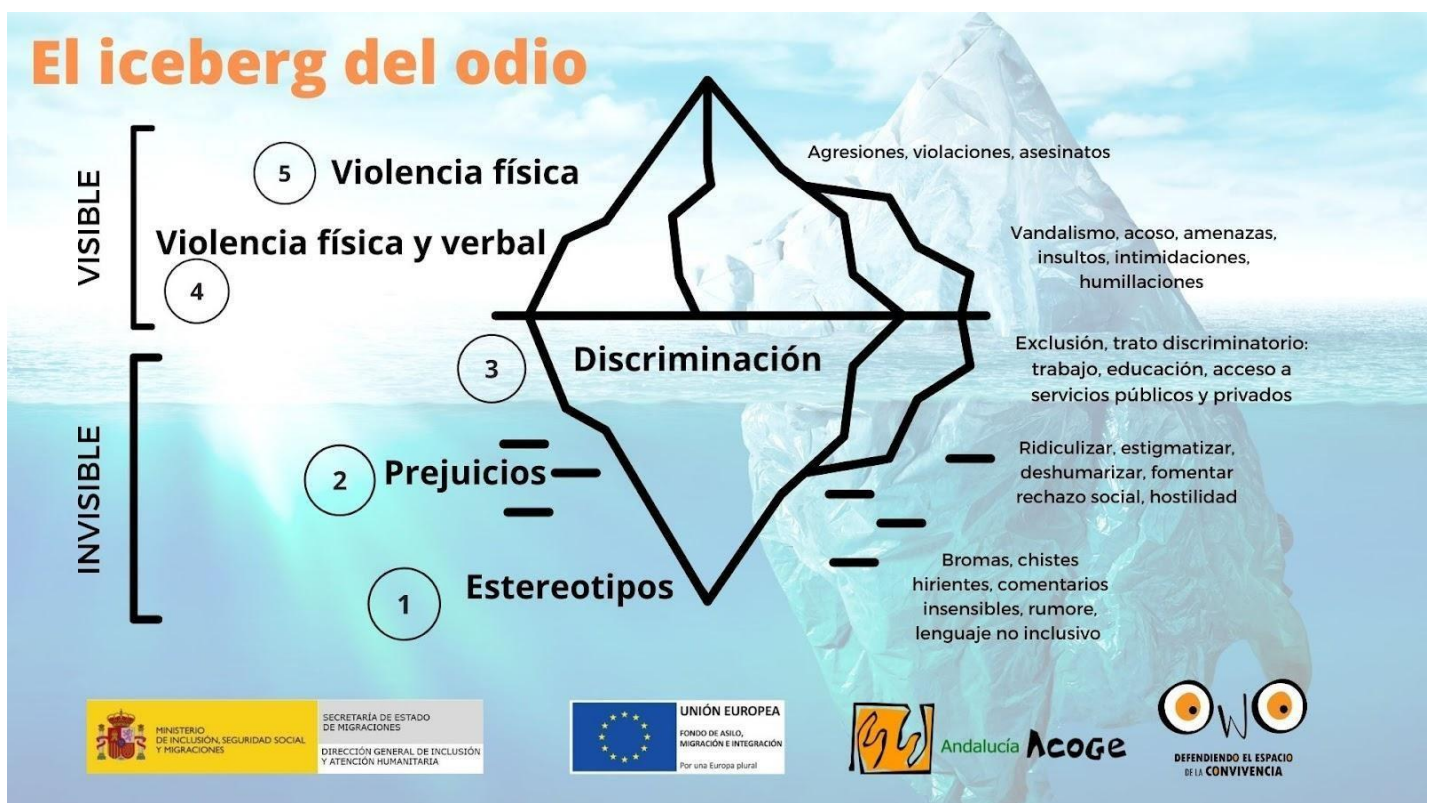 El iceberg del odio
VISIBLE
5
Violencia física
Agresiones, violaciones, asesinatos
Violencia física y verbal
4
Vandalismo, acoso, amenazas,
insultos, intimidaciones,
humillaciones
INVISIBLE
3
Discriminación
Exclusión, trato discriminatorio:
trabajo, educación, acceso a
servicios públicos y privados
2
Prejuicios
Ridiculizar, estigmatizar,
deshumarizar, fomentar
rechazo social, hostilidad
1
Estereotipos
Bromas, chistes
hirientes, comentarios
insensibles, rumore,
lenguaje no inclusivo
MINISTERIO
DE INCLUSIÓN, SEGURIDAD SOCIAL
Y MIGRACIONES
SECRETARÍA DE ESTADO
DE MIGRACIONES
DIRECCIÓN GENERAL DE INCLUSIÓN
Y ATENCIÓN HUMANITARIA
UNIÓN EUROPEA
FONDO DE ASILO,
MIGRACIÓN E INTEGRACIÓN
Por una Europa plural
Andalucía Acoge
OWO
DEFENDIENDO EL ESPACIO
DE LA CONVIVENCIA